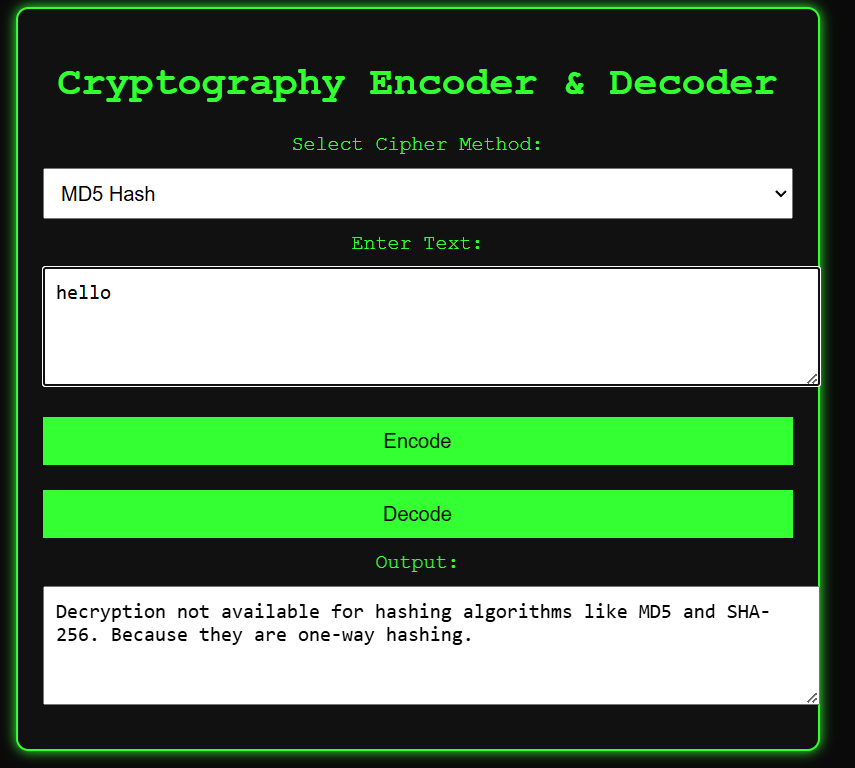 Cryptography Encoder & Decoder
Select Cipher Method:
MD5 Hash
Enter Text:
hello
Encode
Decode
Output:
Decryption not available for hashing algorithms like MD5 and SHA-
256. Because they are one-way hashing.